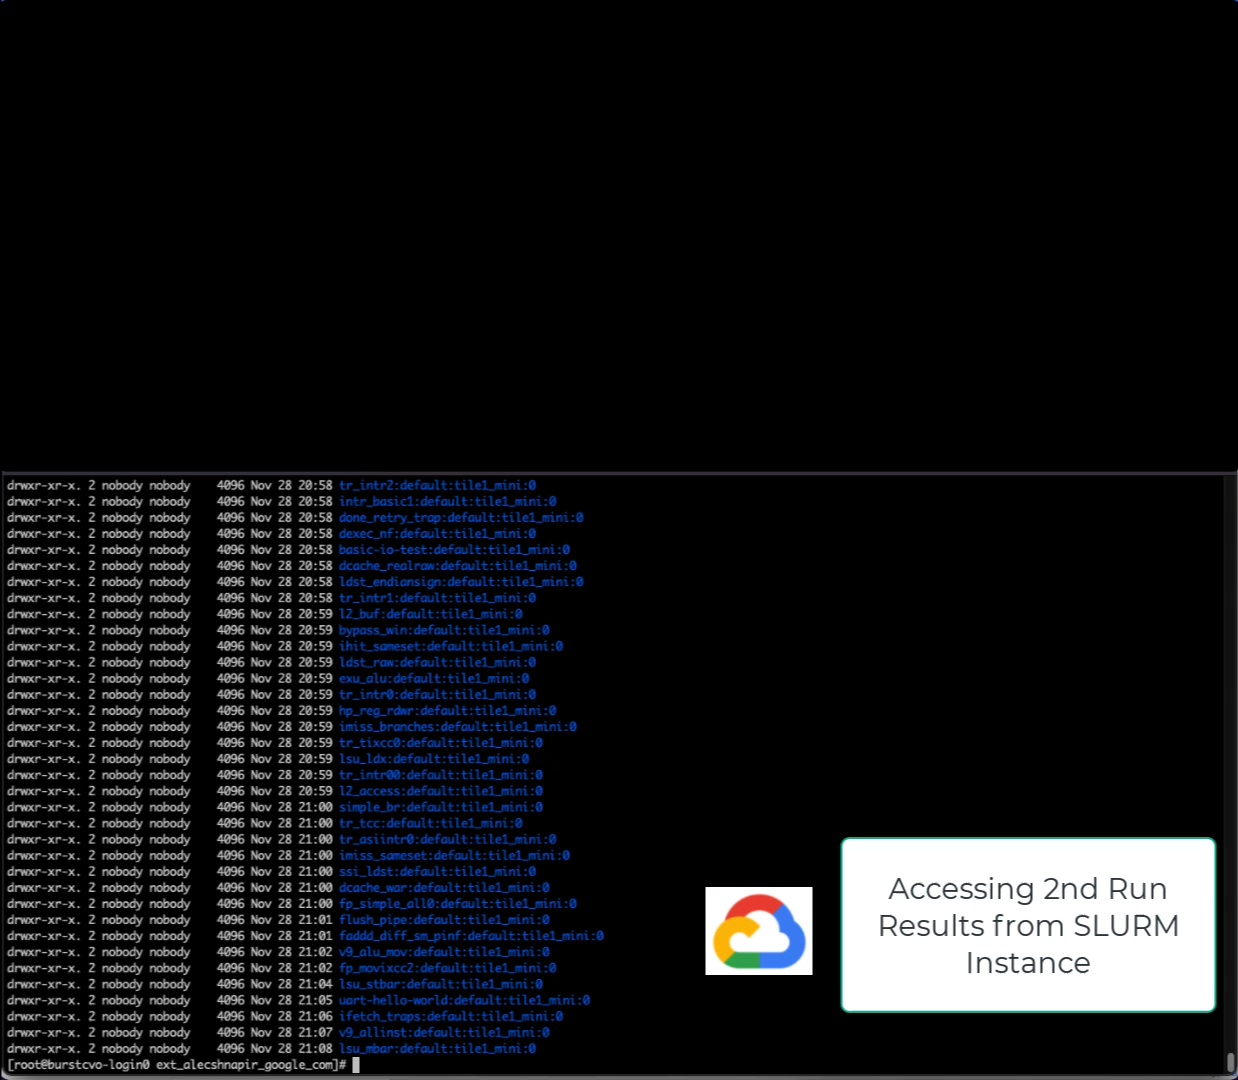 drwxr-xr-x. 2 nobody nobody    4096 Nov 28 20:58 tr_intr2:default:tile1_mini:0
drwxr-xr-x. 2 nobody nobody    4096 Nov 28 20:58 intr_basic1:default:tile1_mini:0
drwxr-xr-x. 2 nobody nobody    4096 Nov 28 20:58 done_retry_trap:default:tile1_mini:0
drwxr-xr-x. 2 nobody nobody    4096 Nov 28 20:58 dexec_nf:default:tile1_mini:0
drwxr-xr-x. 2 nobody nobody    4096 Nov 28 20:58 basic-io-test:default:tile1_mini:0
drwxr-xr-x. 2 nobody nobody    4096 Nov 28 20:58 dcache_realraw:default:tile1_mini:0
drwxr-xr-x. 2 nobody nobody    4096 Nov 28 20:58 ldst_endiansign:default:tile1_mini:0
drwxr-xr-x. 2 nobody nobody    4096 Nov 28 20:58 tr_intr1:default:tile1_mini:0
drwxr-xr-x. 2 nobody nobody    4096 Nov 28 20:59 l2_buf:default:tile1_mini:0
drwxr-xr-x. 2 nobody nobody    4096 Nov 28 20:59 bypass_win:default:tile1_mini:0
drwxr-xr-x. 2 nobody nobody    4096 Nov 28 20:59 ihit_sameset:default:tile1_mini:0
drwxr-xr-x. 2 nobody nobody    4096 Nov 28 20:59 ldst_raw:default:tile1_mini:0
drwxr-xr-x. 2 nobody nobody    4096 Nov 28 20:59 exu_alu:default:tile1_mini:0
drwxr-xr-x. 2 nobody nobody    4096 Nov 28 20:59 tr_intr0:default:tile1_mini:0
drwxr-xr-x. 2 nobody nobody    4096 Nov 28 20:59 hp_reg_rdwr:default:tile1_mini:0
drwxr-xr-x. 2 nobody nobody    4096 Nov 28 20:59 imiss_branches:default:tile1_mini:0
drwxr-xr-x. 2 nobody nobody    4096 Nov 28 20:59 tr_tixcc0:default:tile1_mini:0
drwxr-xr-x. 2 nobody nobody    4096 Nov 28 20:59 lsu_ldx:default:tile1_mini:0
drwxr-xr-x. 2 nobody nobody    4096 Nov 28 20:59 tr_intr00:default:tile1_mini:0
drwxr-xr-x. 2 nobody nobody    4096 Nov 28 20:59 l2_access:default:tile1_mini:0
drwxr-xr-x. 2 nobody nobody    4096 Nov 28 21:00 simple_br:default:tile1_mini:0
drwxr-xr-x. 2 nobody nobody    4096 Nov 28 21:00 tr_tcc:default:tile1_mini:0
drwxr-xr-x. 2 nobody nobody    4096 Nov 28 21:00 tr_asiintr0:default:tile1_mini:0
drwxr-xr-x. 2 nobody nobody    4096 Nov 28 21:00 imiss_sameset:default:tile1_mini:0
drwxr-xr-x. 2 nobody nobody    4096 Nov 28 21:00 ssi_ldst:default:tile1_mini:0
drwxr-xr-x. 2 nobody nobody    4096 Nov 28 21:00 dcache_war:default:tile1_mini:0
drwxr-xr-x. 2 nobody nobody    4096 Nov 28 21:00 fp_simple_all0:default:tile1_mini:0
drwxr-xr-x. 2 nobody nobody    4096 Nov 28 21:01 flush_pipe:default:tile1_mini:0
drwxr-xr-x. 2 nobody nobody    4096 Nov 28 21:01 faddd_diff_sm_pinf:default:tile1_mini:0
drwxr-xr-x. 2 nobody nobody    4096 Nov 28 21:02 v9_alu_mov:default:tile1_mini:0
drwxr-xr-x. 2 nobody nobody    4096 Nov 28 21:02 fp_movixcc2:default:tile1_mini:0
drwxr-xr-x. 2 nobody nobody    4096 Nov 28 21:04 lsu_stbar:default:tile1_mini:0
drwxr-xr-x. 2 nobody nobody    4096 Nov 28 21:05 uart-hello-world:default:tile1_mini:0
drwxr-xr-x. 2 nobody nobody    4096 Nov 28 21:06 ifetch_traps:default:tile1_mini:0
drwxr-xr-x. 2 nobody nobody    4096 Nov 28 21:07 v9_allinst:default:tile1_mini:0
drwxr-xr-x. 2 nobody nobody    4096 Nov 28 21:08 lsu_mbar:default:tile1_mini:0
[root@burstcvo-login0 ext_alecshnapir_google_com]#
Accessing 2nd Run
Results from SLURM
Instance